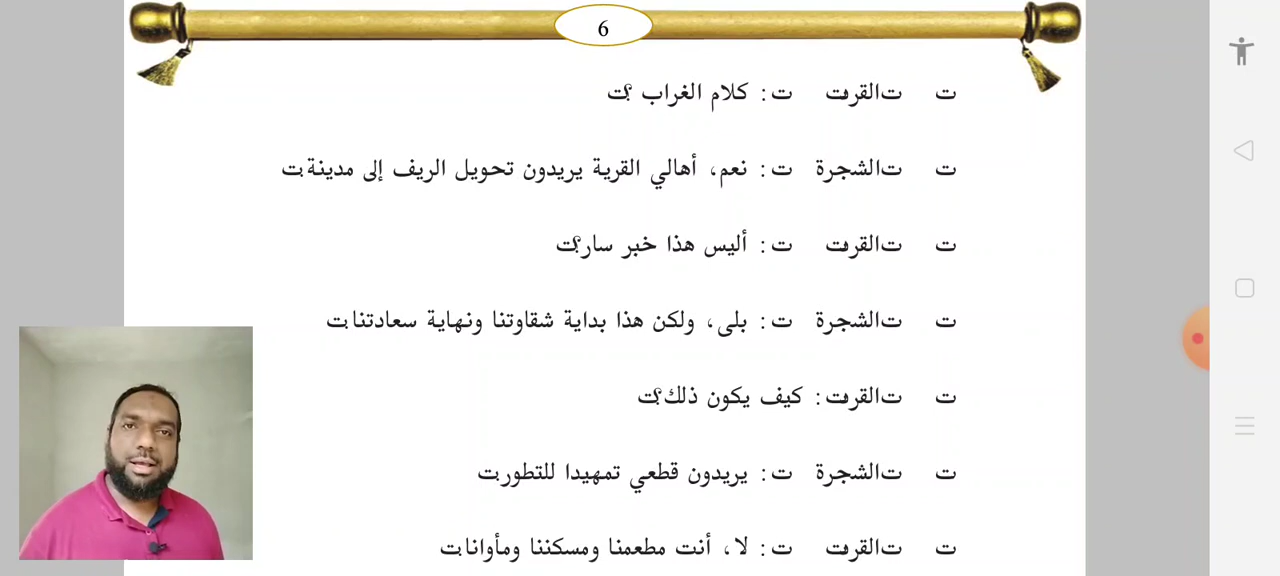 6
ت ت القرد ت : كلام الغراب ؟ت
ت ت الشجرة ت : نعم، أهالي القرية يريدون تحويل الريف إلى مدينة.ت
ت ت القرد ت : أليس هذا خبر سار؟ت
ت ت الشجرة ت : بلى، ولكن هذا بداية شقاوتنا ونهاية سعادتنا.ت
ت ت القرد ت : كيف يكون ذلك؟ت
ت ت الشجرة ت : يريدون قطعي تمهيدا للتطور.ت
ت ت القرد ت : لا، أنت مطعمنا ومسكننا ومأوانا.ت